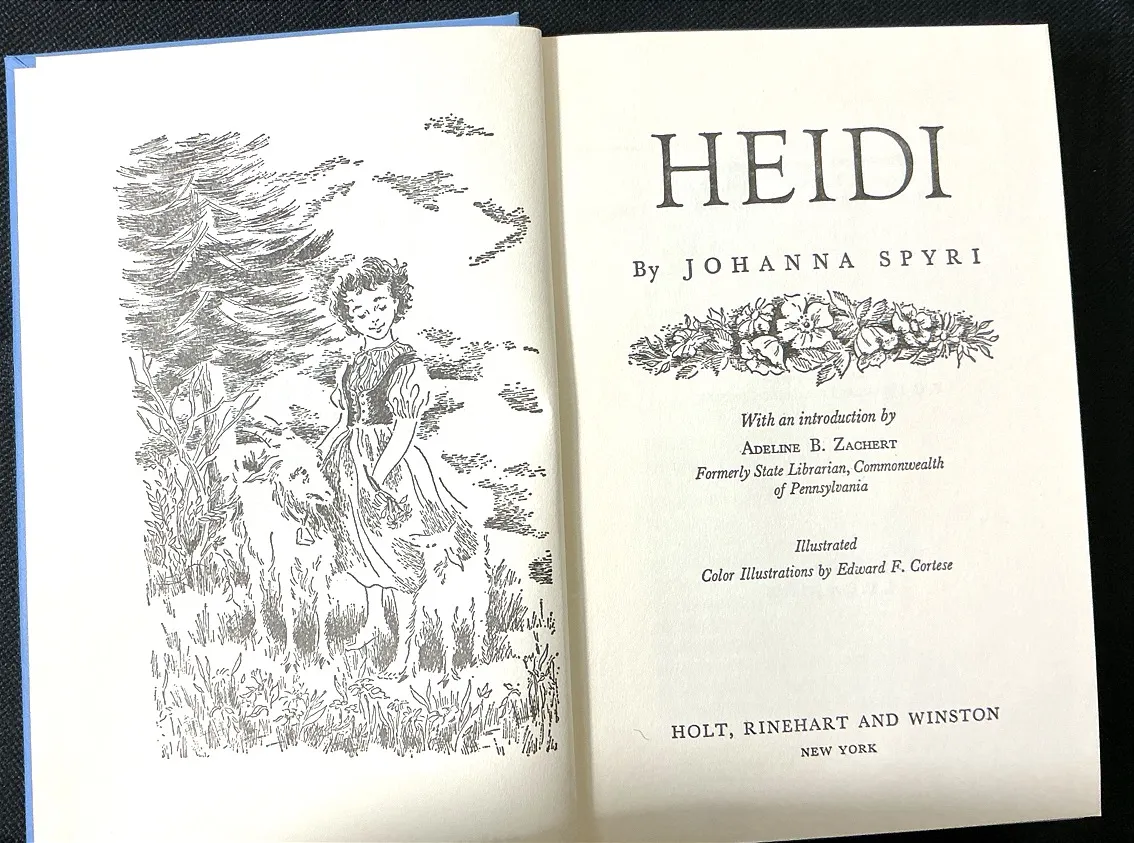 HEIDI
By JOHANNA SPYRI
With an introduction by
ADELINE B. ZACHERT
Formerly State Librarian, Commonwealth
of Pennsylvania
Illustrated
Color Illustrations by Edward F. Cortese
HOLT, RINEHART AND WINSTON
NEW YORK